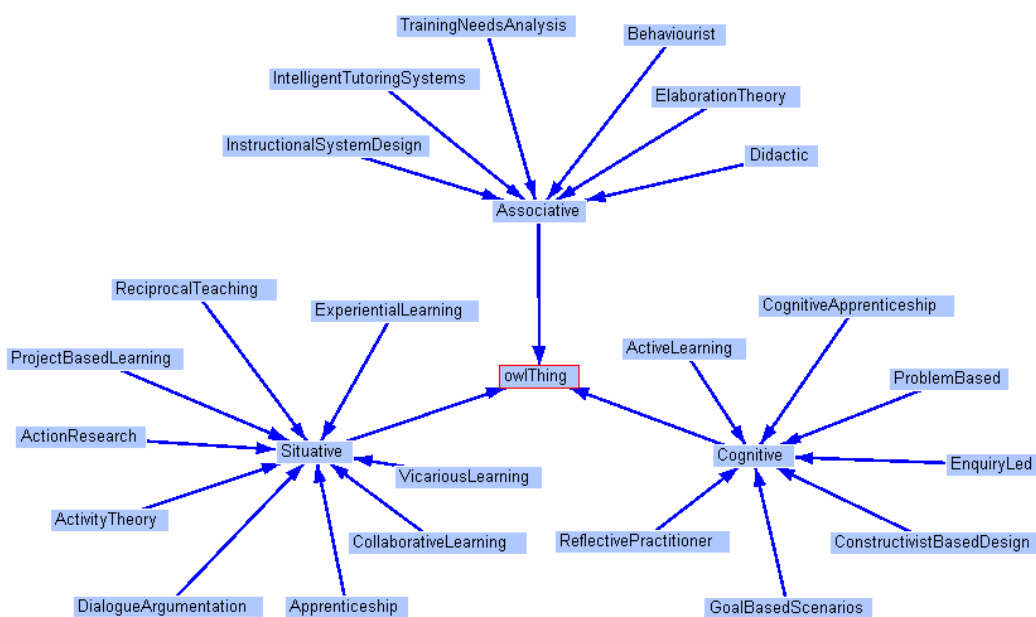 TrainingNeedsAnalysis
Behaviourist
IntelligentTutoringSystems
ElaborationTheory
InstructionalSystemDesign
Didactic
Associative
ReciprocalTeaching
ExperientialLearning
CognitiveApprenticeship
ActiveLearning
ProjectBasedLearning
owlThing
ProblemBased
ActionResearch
Situative
Cognitive
EnquiryLed
VicariousLearning
ActivityTheory
CollaborativeLearning
ReflectivePractitioner
ConstructivistBasedDesign
DialogueArgumentation
Apprenticeship
GoalBasedScenarios